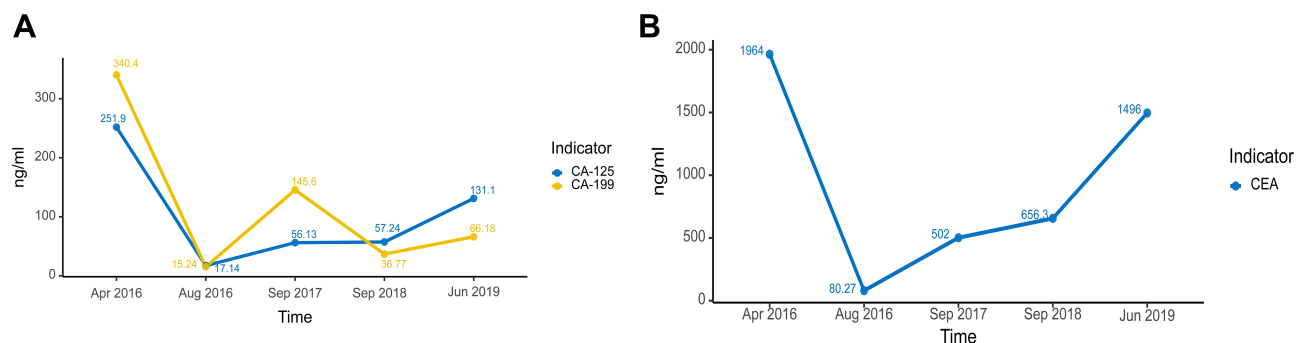 A
340.4
300
251.9
200
145.6
131.1
100
57.24
56.13
66.18
15.24
17.14
36.77
0
ng/ml
Apr 2016
Aug 2016
Sep 2017
Sep 2018
Jun 2019
Time
Indicator
CA-125
CA-199
B
2000
1964
1500
1496
1000
656.3
500
502
80.27
0
ng/ml
Apr 2016
Aug 2016
Sep 2017
Sep 2018
Jun 2019
Time
Indicator
CEA